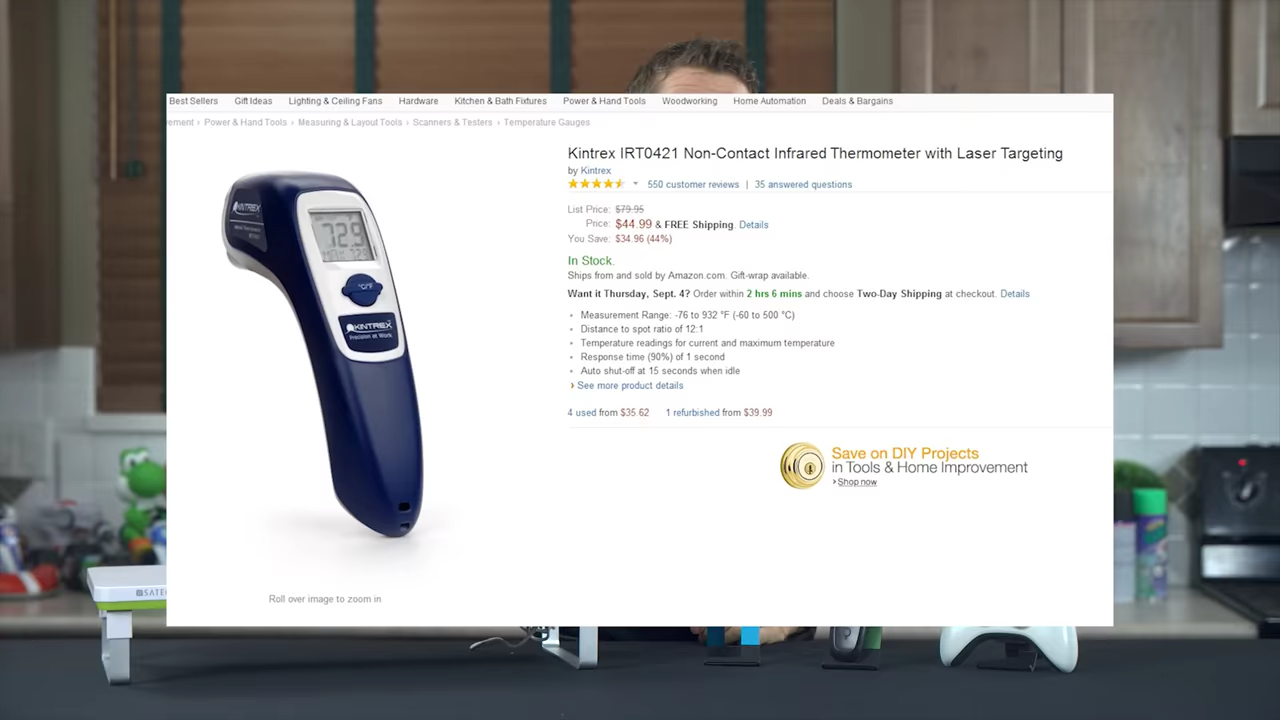 Best Sellers Gift Ideas Lighting & Ceiling Fans Hardware Kitchen & Bath Fixtures Power & Hand Tools Woodworking Home Automation Deals & Bargains
vement › Power & Hand Tools › Measuring & Layout Tools › Scanners & Testers › Temperature Gauges
Kintrex IRT0421 Non-Contact Infrared Thermometer with Laser Targeting
by Kintrex
550 customer reviews | 35 answered questions
List Price: $79.95
Price: $44.99 & FREE Shipping. Details
You Save: $34.96 (44%)
In Stock.
Ships from and sold by Amazon.com. Gift-wrap available.
Want it Thursday, Sept. 4? Order within 2 hrs 6 mins and choose Two-Day Shipping at checkout. Details
Measurement Range: -76 to 932 °F (-60 to 500 °C)
Distance to spot ratio of 12:1
Temperature readings for current and maximum temperature
Response time (90%) of 1 second
Auto shut-off at 15 seconds when idle
› See more product details
4 used from $35.62 1 refurbished from $39.99
Save on DIY Projects
in Tools & Home Improvement
› Shop now
KINTREX
72.9
°C/°F
KINTREX
Precision at Work
Roll over image to zoom in
SATE